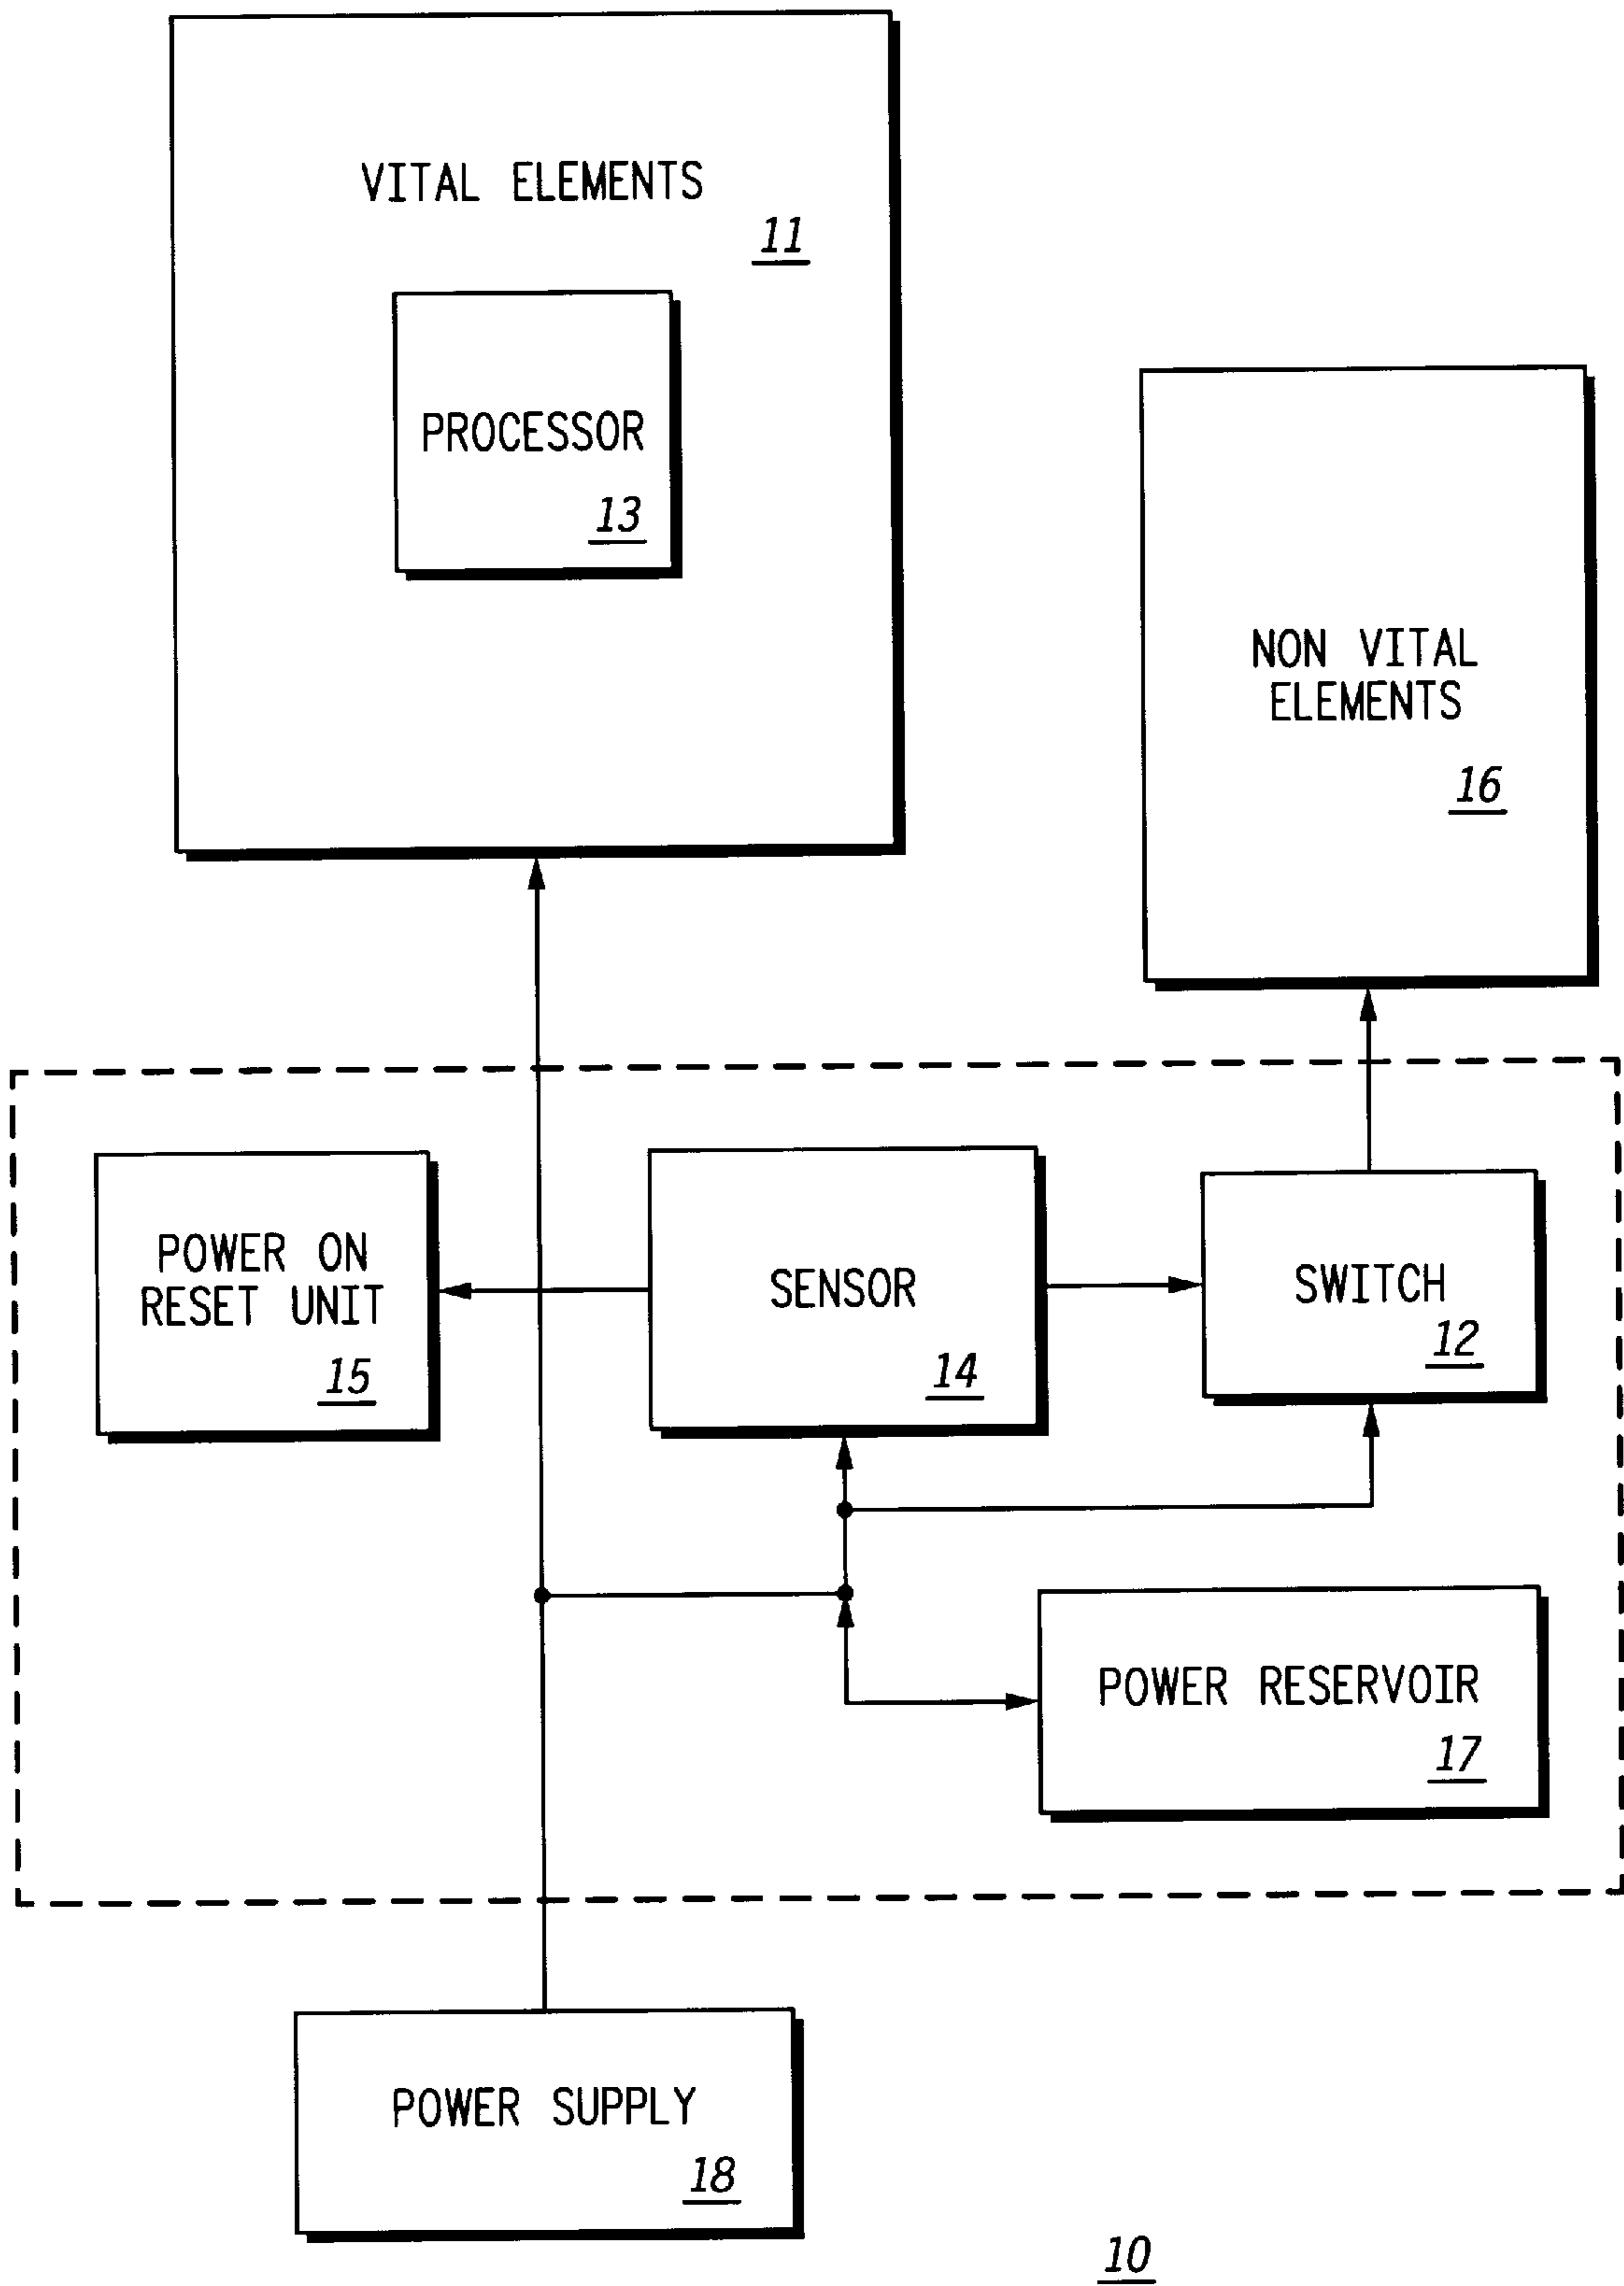 VITAL ELEMENTS
11
PROCESSOR
13
NON VITAL
ELEMENTS
16
POWER ON
RESET UNIT
15
SENSOR
14
SWITCH
12
POWER RESERVOIR
17
POWER SUPPLY
18
10